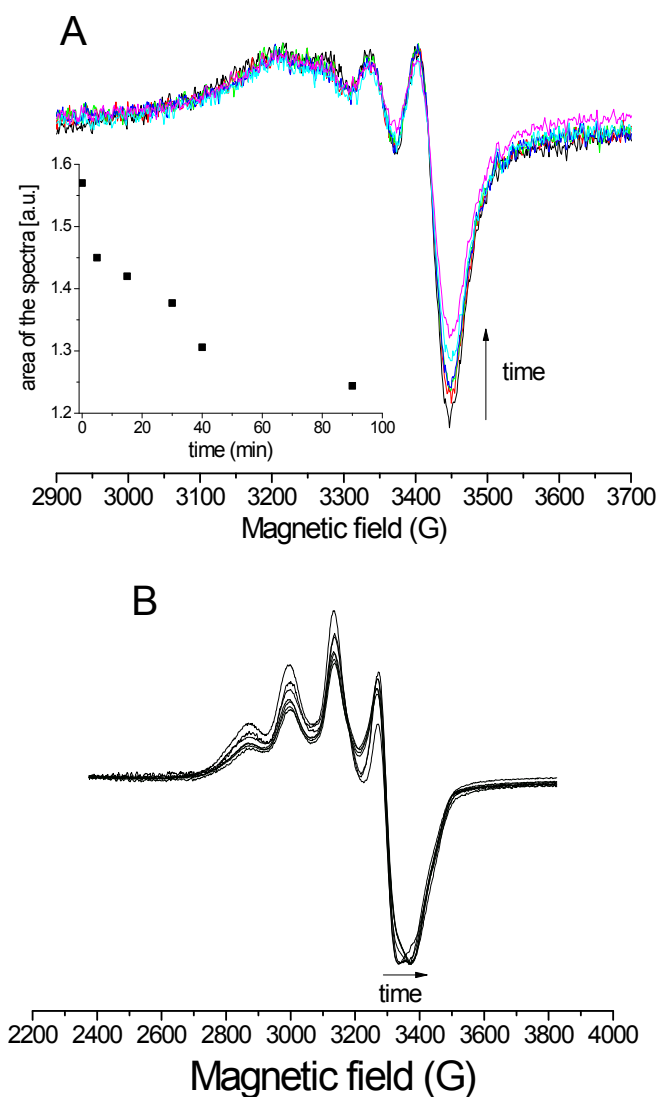 A
area of the spectra [a.u.]
1.6
1.5
1.4
1.3
1.2
0 20 40 60 80 100
time (min)
time
2900 3000 3100 3200 3300 3400 3500 3600 3700
Magnetic field (G)
B
time
2200 2400 2600 2800 3000 3200 3400 3600 3800 4000
Magnetic field (G)